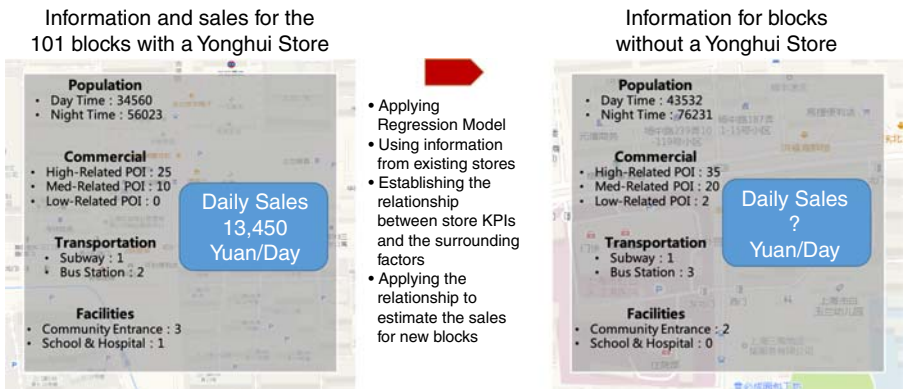 Information and sales for the
101 blocks with a Yonghui Store
Population
• Day Time : 34560
• Night Time : 56023
Commercial
• High-Related POI : 25
• Med-Related POI : 10
• Low-Related POI : 0
Transportation
• Subway : 1
• Bus Station : 2
Facilities
• Community Entrance : 3
• School & Hospital : 1
Daily Sales
13,450
Yuan/Day
• Applying
Regression Model
• Using information
from existing stores
• Establishing the
relationship
between store KPIs
and the surrounding
factors
• Applying the
relationship to
estimate the sales
for new blocks
Information for blocks
without a Yonghui Store
Population
• Day Time : 43532
• Night Time : 76231
Commercial
• High-Related POI : 35
• Med-Related POI : 20
• Low-Related POI : 2
Transportation
• Subway : 1
• Bus Station : 3
Facilities
• Community Entrance : 2
• School & Hospital : 0
Daily Sales
?
Yuan/Day